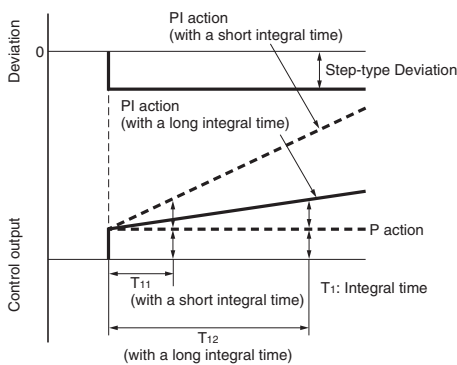 PI action
(with a short integral time)
Deviation
0
Step-type Deviation
PI action
(with a long integral time)
P action
Control output
T11
(with a short integral time)
T1: Integral time
T12
(with a long integral time)